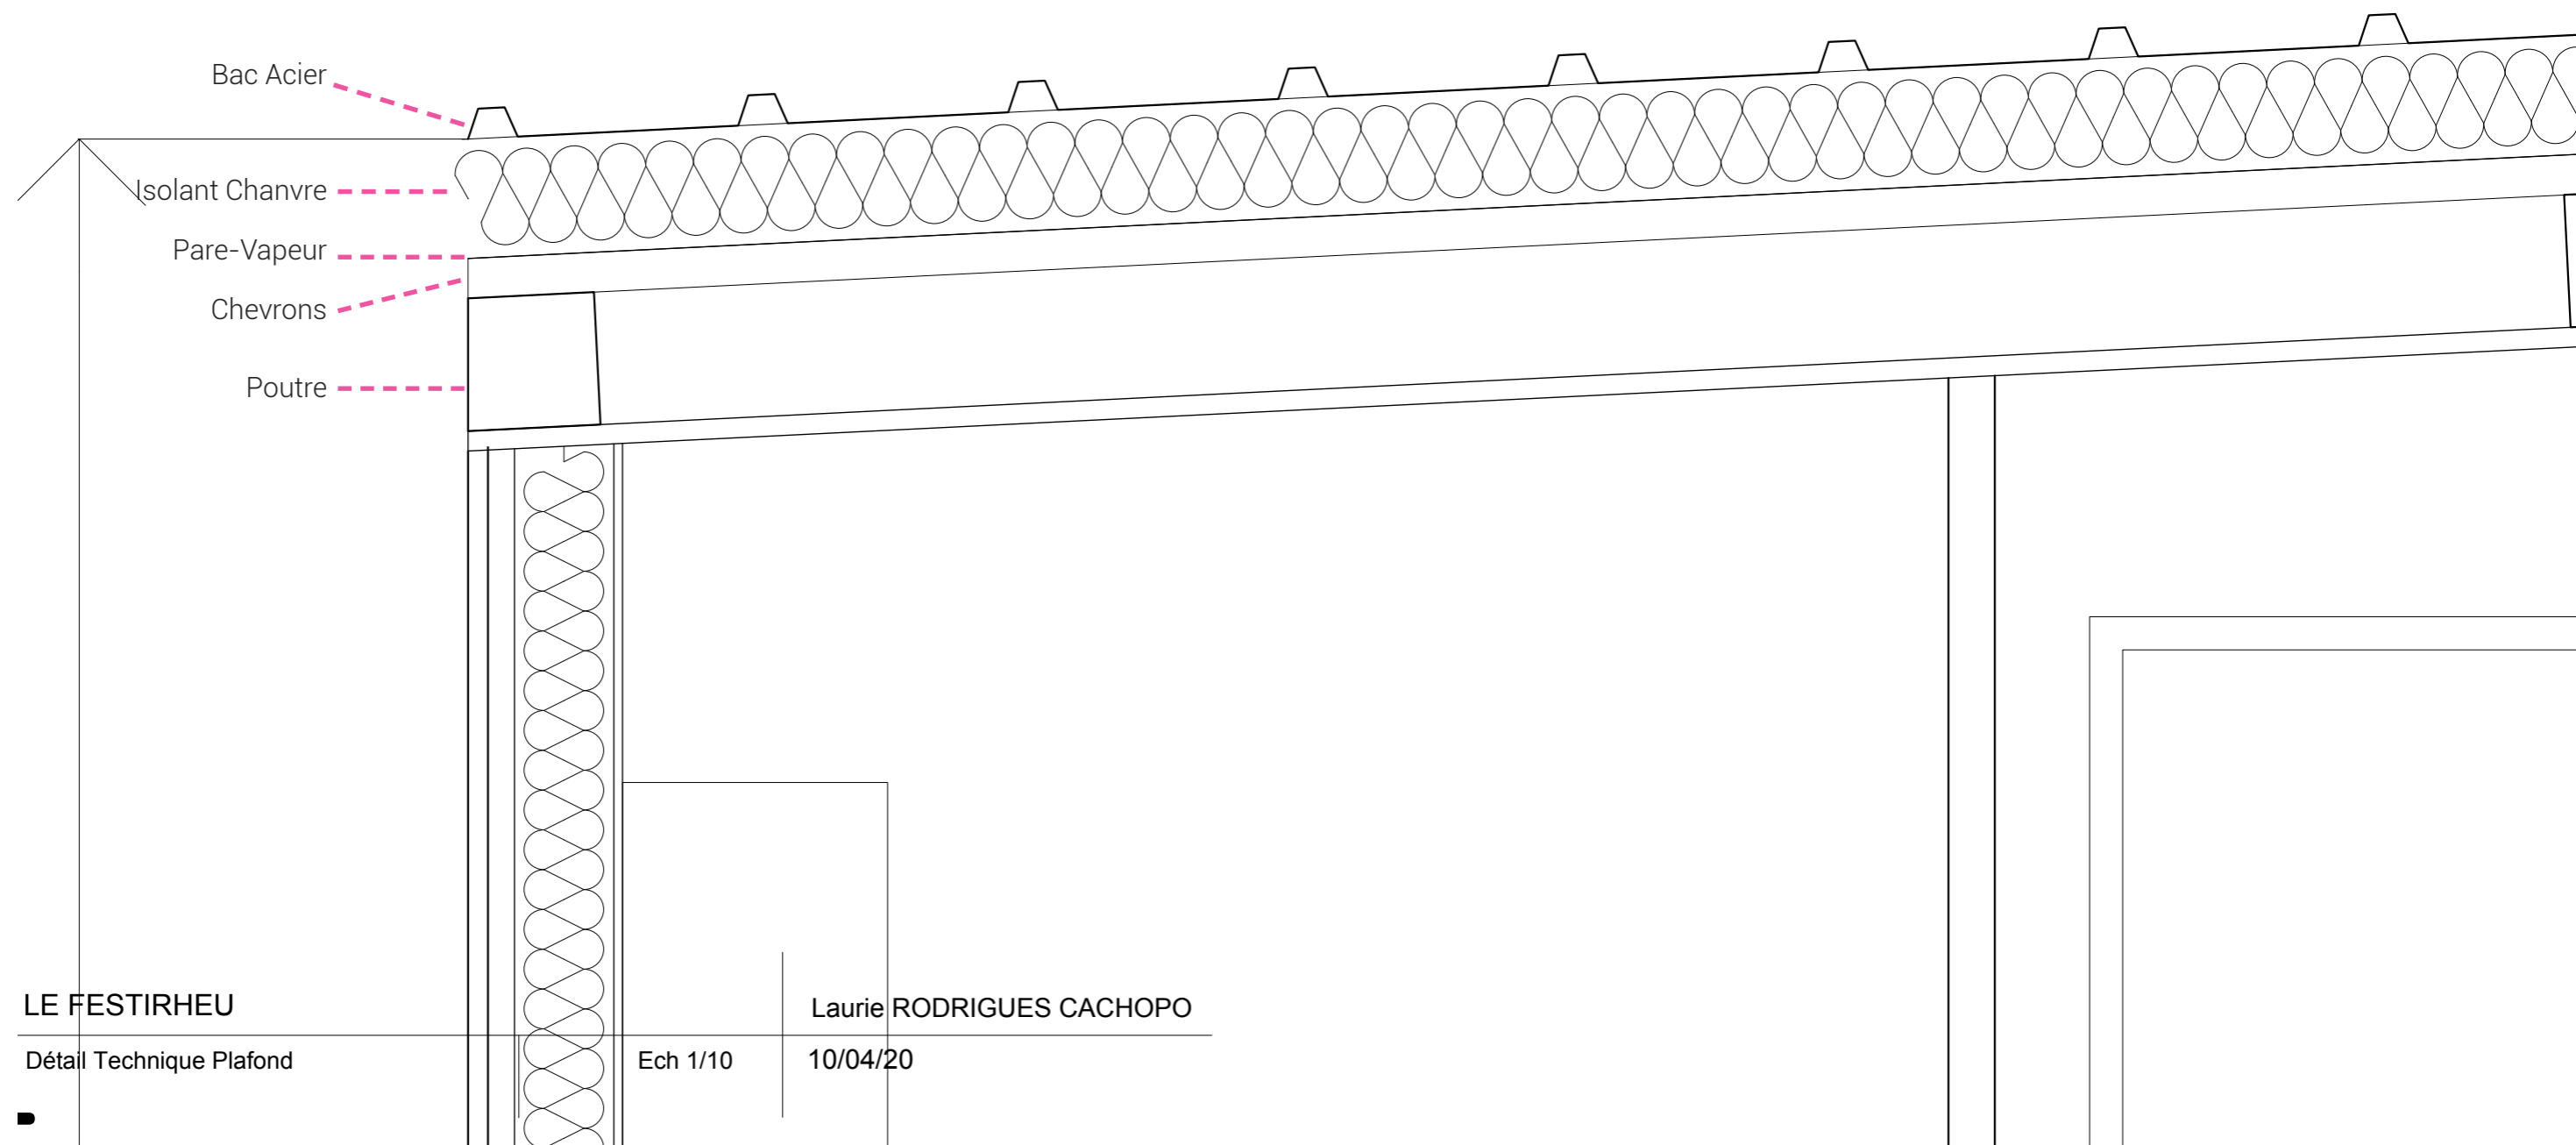 Bac Acier
Isolant Chanvre
Pare-Vapeur
Chevrons
Poutre
LE FESTIRHEU
Laurie RODRIGUES CACHOPO
Détail Technique Plafond
Ech 1/10
10/04/20